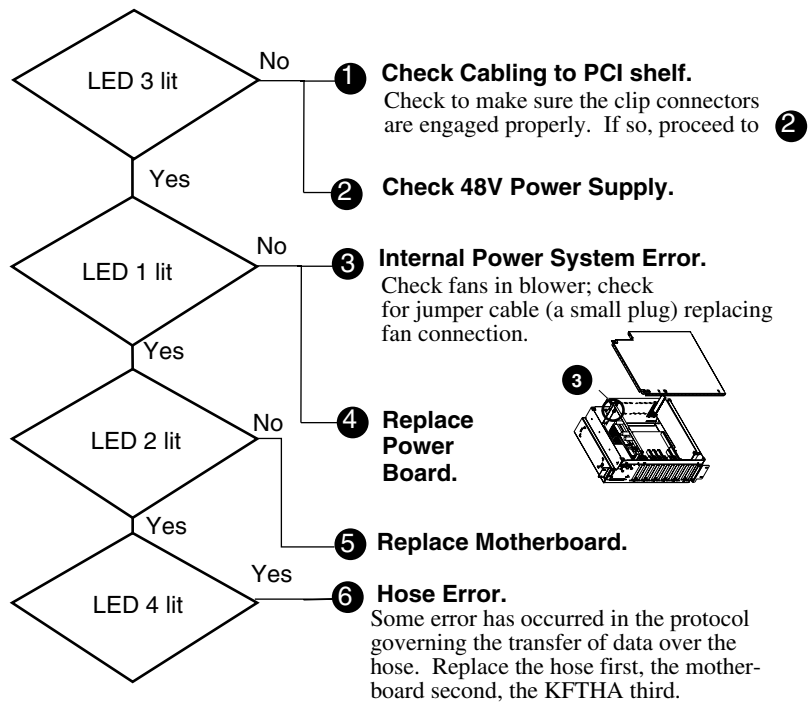 LED 3 lit
No
1 Check Cabling to PCI shelf.
Check to make sure the clip connectors
are engaged properly. If so, proceed to 2
Yes
2 Check 48V Power Supply.
LED 1 lit
No
3 Internal Power System Error.
Check fans in blower; check
for jumper cable (a small plug) replacing
fan connection.
3
Yes
4 Replace
Power
Board.
LED 2 lit
No
Yes
5 Replace Motherboard.
LED 4 lit
Yes
6 Hose Error.
Some error has occurred in the protocol
governing the transfer of data over the
hose. Replace the hose first, the mother-
board second, the KFTHA third.